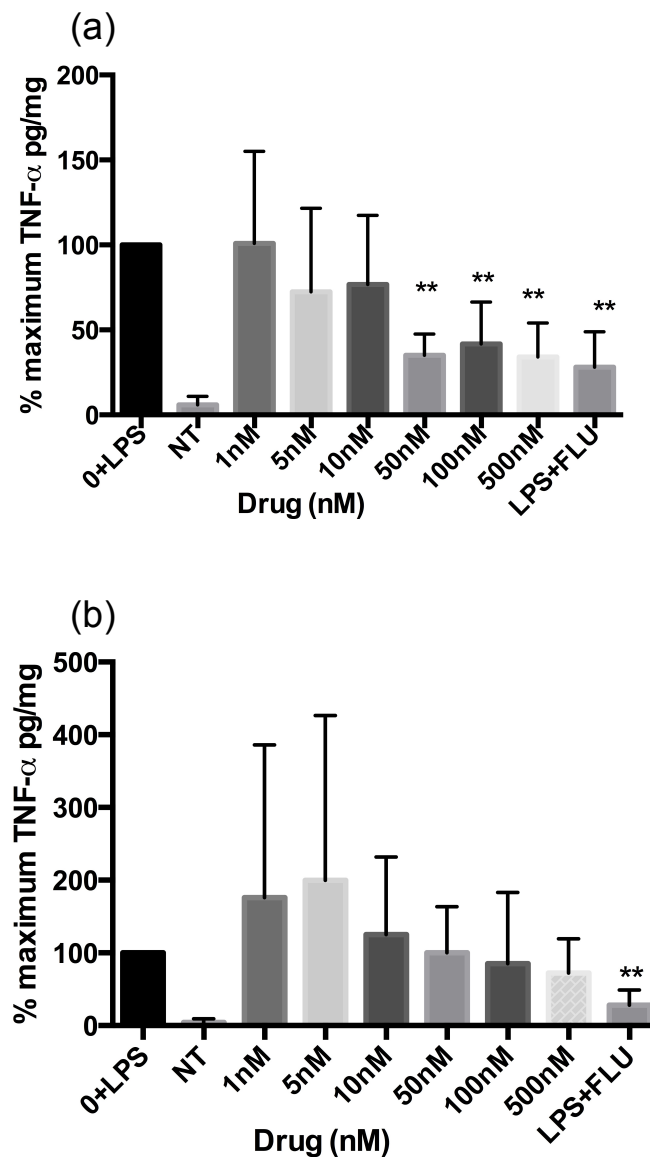 (a)
% maximum TNF-α pg/mg
200
150
100
50
0
** ** ** **
0+LPS NT 1nM 5nM 10nM 50nM 100nM 500nM LPS+FLU
Drug (nM)
(b)
% maximum TNF-α pg/mg
500
400
300
200
100
0
**
0+LPS NT 1nM 5nM 10nM 50nM 100nM 500nM LPS+FLU
Drug (nM)